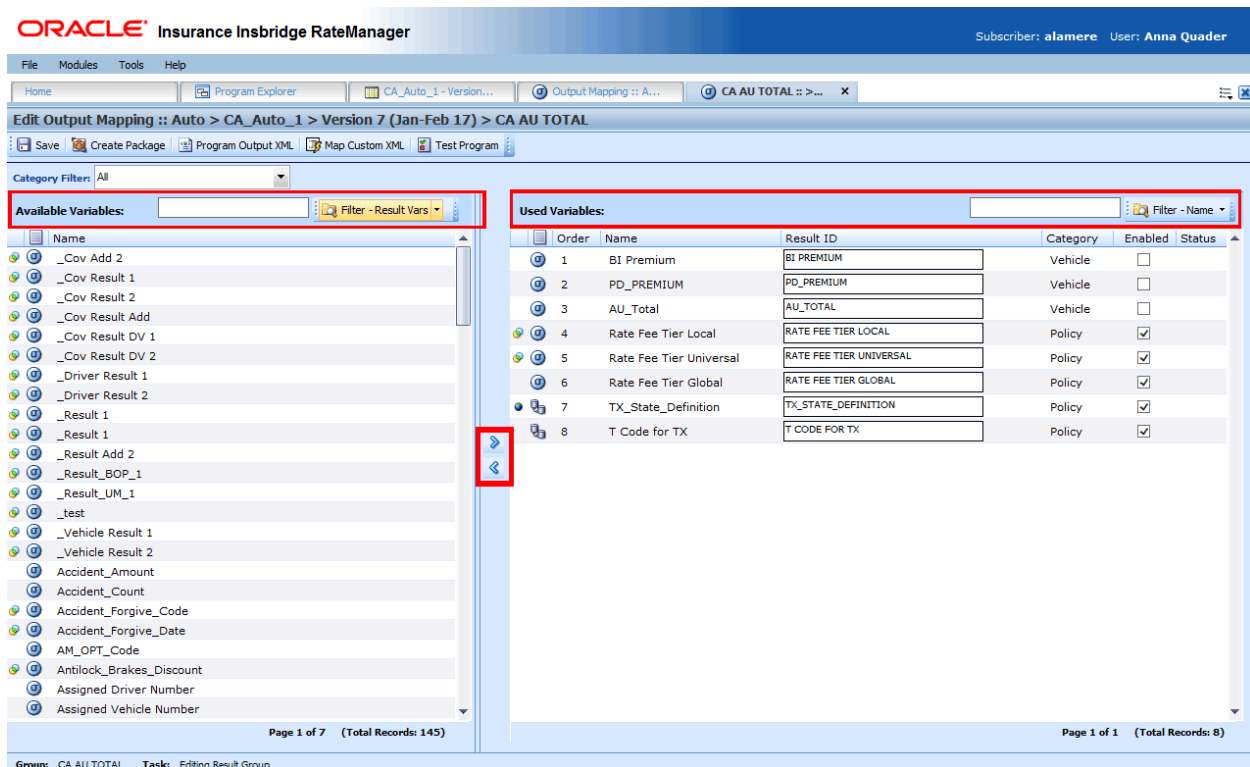 ORACLE® Insurance Insbridge RateManager
Subscriber: alamere User: Anna Quader
File Modules Tools Help
Home Program Explorer CA_Auto_1 - Version... Output Mapping :: A... CA AU TOTAL :: >... X
Edit Output Mapping :: Auto > CA_Auto_1 > Version 7 (Jan-Feb 17) > CA AU TOTAL
Save Create Package Program Output XML Map Custom XML Test Program
Category Filter: All
Available Variables: Filter - Result Vars
Name
_Cov Add 2
_Cov Result 1
_Cov Result 2
_Cov Result Add
_Cov Result DV 1
_Cov Result DV 2
_Driver Result 1
_Driver Result 2
_Result 1
_Result 1
_Result Add 2
_Result_BOP_1
_Result_UM_1
_test
_Vehicle Result 1
_Vehicle Result 2
Accident_Amount
Accident_Count
Accident_Forgive_Code
Accident_Forgive_Date
AM_OPT_Code
Antilock_Brakes_Discount
Assigned Driver Number
Assigned Vehicle Number
Page 1 of 7 (Total Records: 145)
Used Variables: Filter - Name
Order Name Result ID Category Enabled Status
1 BI Premium BI PREMIUM Vehicle
2 PD_PREMIUM PD_PREMIUM Vehicle
3 AU_Total AU_TOTAL Vehicle
4 Rate Fee Tier Local RATE FEE TIER LOCAL Policy
5 Rate Fee Tier Universal RATE FEE TIER UNIVERSAL Policy
6 Rate Fee Tier Global RATE FEE TIER GLOBAL Policy
7 TX_State_Definition TX_STATE_DEFINITION Policy
8 T Code for TX T CODE FOR TX Policy
Page 1 of 1 (Total Records: 8)
Group: CA AU TOTAL Task: Editing Result Group